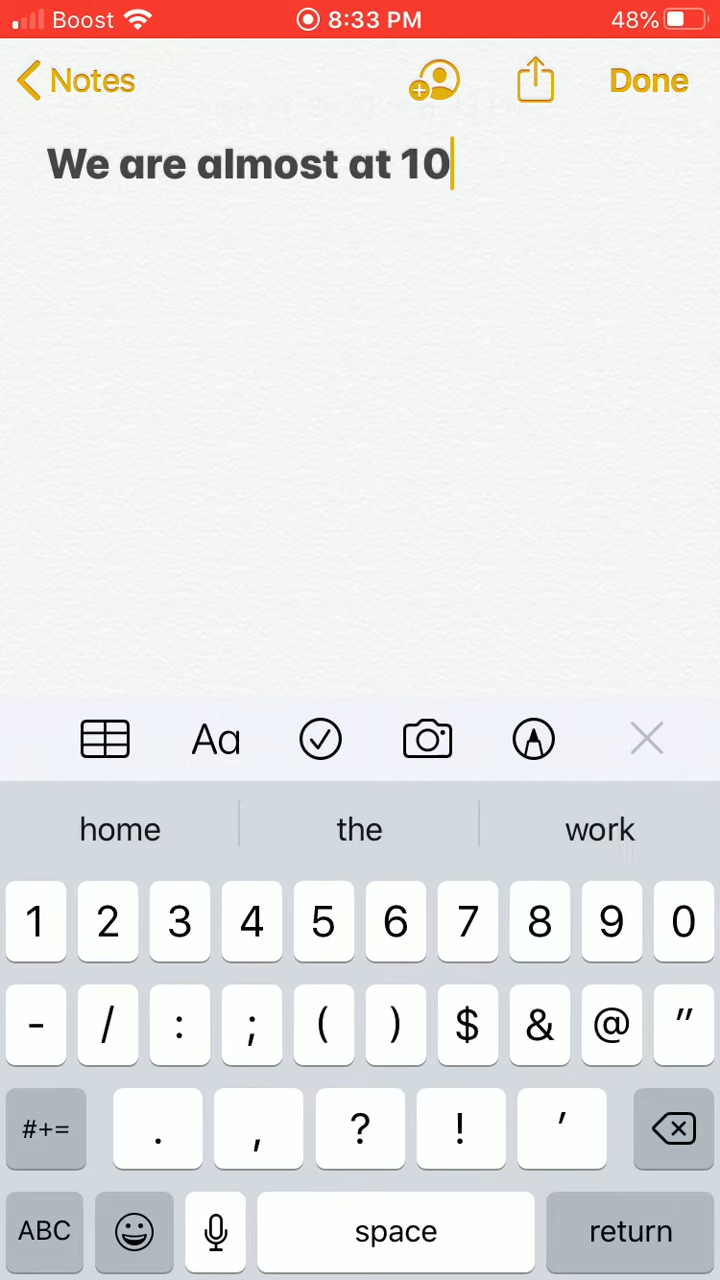 Boost 8:33 PM 48%
Notes Done
We are almost at 10
Aa
home the work
1 2 3 4 5 6 7 8 9 0
- / : ; ( ) $ & @ "
#+= . , ? ! '
ABC space return